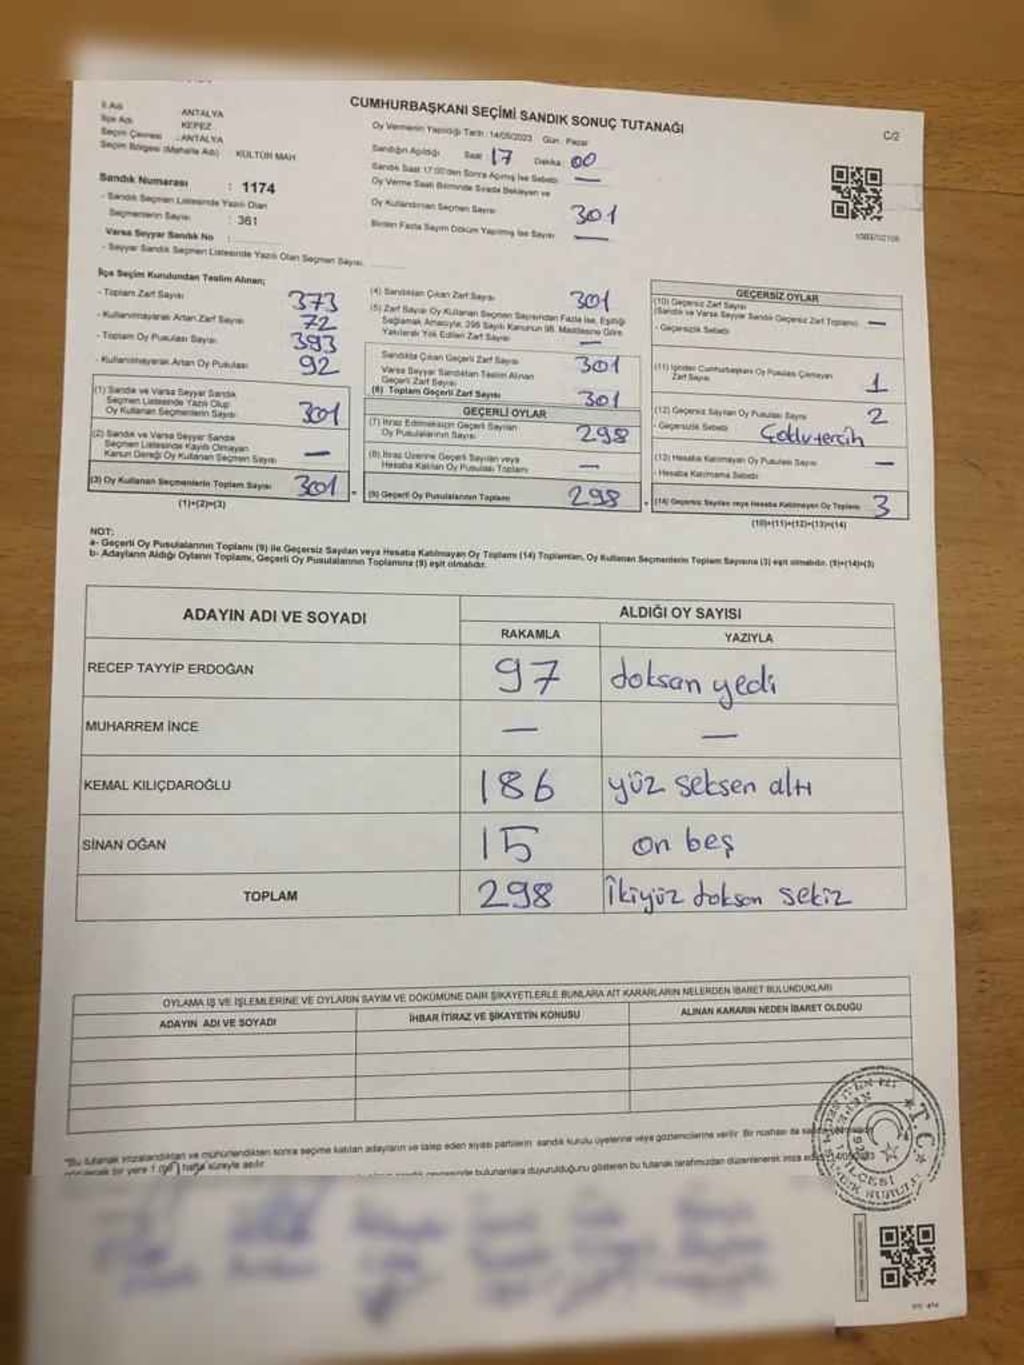 CUMHURBAŞKANI SEÇİMİ SANDIK SONUÇ TUTANAĞI
C/2
İl Adı ANTALYA
İlçe Adı KEPEZ
Seçim Çevresi : ANTALYA
Seçim Bölgesi (Mahalle Adı) : KÜLTÜR MAH
Sandık Numarası : 1174
- Sandık Seçmen Listesinde Yazılı Olan
Seçmenlerin Sayısı : 361
Varsa Seyyar Sandık No :
- Seyyar Sandık Seçmen Listesinde Yazılı Olan Seçmen Sayısı
Oy Vermenin Yapıldığı Tarih : 14/05/2023 Gün : Pazar
Sandığın Açıldığı Saat : 17 Dakika : 00
Sandık Saat 17:00'den Sonra Açılmış İse Sebebi —
Oy Verme Saati Bitiminde Sırada Bekleyen ve
Oy Kullandırılan Seçmen Sayısı 301
Birden Fazla Sayım Döküm Yapılmış İse Sayısı —
İlçe Seçim Kurulundan Teslim Alınan;
- Toplam Zarf Sayısı 373
- Kullanılmayarak Artan Zarf Sayısı 72
- Toplam Oy Pusulası Sayısı 393
- Kullanılmayarak Artan Oy Pusulası 92
(1) Sandık ve Varsa Seyyar Sandık
Seçmen Listesinde Yazılı Olup
Oy Kullanan Seçmenlerin Sayısı 301
(2) Sandık ve Varsa Seyyar Sandık
Seçmen Listesinde Kayıtlı Olmayan
Kanun Gereği Oy Kullanan Seçmen Sayısı —
(3) Oy Kullanan Seçmenlerin Toplam Sayısı 301
(1)+(2)=(3)
(4) Sandıktan Çıkan Zarf Sayısı 301
(5) Zarf Sayısı Oy Kullanan Seçmen Sayısından Fazla İse, Eşitliği
Sağlamak Amacıyla, 298 Sayılı Kanunun 98. Maddesine Göre
Yakılarak Yok Edilen Zarf Sayısı —
Sandıkta Çıkan Geçerli Zarf Sayısı 301
Varsa Seyyar Sandıktan Teslim Alınan
Geçerli Zarf Sayısı
(6) Toplam Geçerli Zarf Sayısı 301
GEÇERLİ OYLAR
(7) İtiraz Edilmeksizin Geçerli Sayılan
Oy Pusulalarının Sayısı 298
(8) İtiraz Üzerine Geçerli Sayılan veya
Hesaba Katılan Oy Pusulası Toplamı —
(9) Geçerli Oy Pusulalarının Toplamı 298
GEÇERSİZ OYLAR
(10) Geçersiz Zarf Sayısı
(Sandık ve Varsa Seyyar Sandık Geçersiz Zarf Toplamı) —
- Geçersizlik Sebebi
(11) İçinden Cumhurbaşkanı Oy Pusulası Çıkmayan
Zarf Sayısı 1
(12) Geçersiz Sayılan Oy Pusulası Sayısı 2
- Geçersizlik Sebebi Çoklu tercih
(13) Hesaba Katılmayan Oy Pusulası Sayısı —
- Hesaba Katılmama Sebebi
(14) Geçersiz Sayılan veya Hesaba Katılmayan Oy Toplamı 3
(10)+(11)+(12)+(13)=(14)
NOT:
a- Geçerli Oy Pusulalarının Toplamı (9) ile Geçersiz Sayılan veya Hesaba Katılmayan Oy Toplamı (14) Toplamları, Oy Kullanan Seçmenlerin Toplam Sayısına (3) eşit olmalıdır. (9)+(14)=(3)
b- Adayların Aldığı Oyların Toplamı, Geçerli Oy Pusulalarının Toplamına (9) eşit olmalıdır.
ADAYIN ADI VE SOYADI ALDIĞI OY SAYISI
RAKAMLA YAZIYLA
RECEP TAYYİP ERDOĞAN 97 doksan yedi
MUHARREM İNCE — —
KEMAL KILIÇDAROĞLU 186 yüz seksen altı
SİNAN OĞAN 15 on beş
TOPLAM 298 İkiyüz doksan sekiz
OYLAMA İŞ VE İŞLEMLERİNE VE OYLARIN SAYIM VE DÖKÜMÜNE DAİR ŞİKAYETLERLE BUNLARA AİT KARARLARIN NELERDEN İBARET BULUNDUKLARI
ADAYIN ADI VE SOYADI İHBAR İTİRAZ VE ŞİKAYETİN KONUSU ALINAN KARARIN NEDEN İBARET OLDUĞU
"Bu tutanak imzalandıktan ve mühürlendikten sonra seçime katılan adayların ve talep eden siyasi partilerin sandık kurulu üyelerine veya gözlemcilerine verilir. Bir nüshası da
bir yere 1 hafta süreyle asılır.
bulunanlara duyurulduğunu gösteren bu tutanak tarafımızdan düzenlenerek imza
T.C.